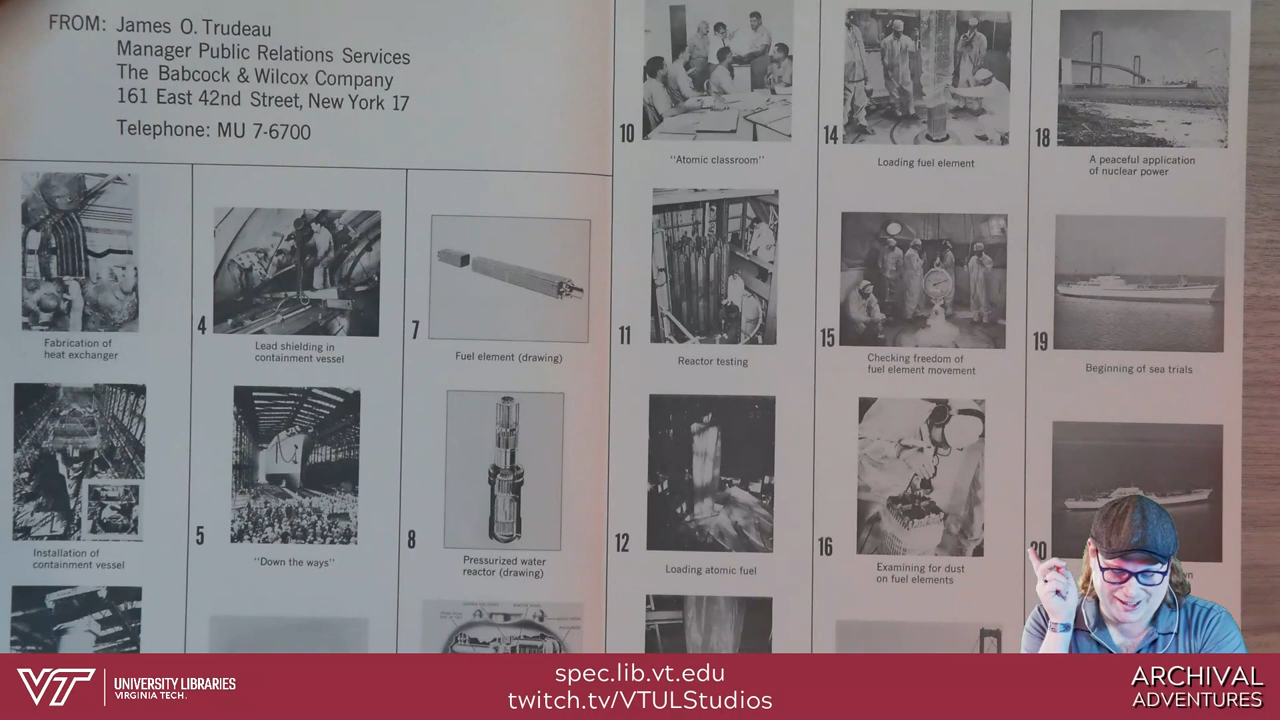 FROM: James O. Trudeau
Manager Public Relations Services
The Babcock & Wilcox Company
161 East 42nd Street, New York 17
Telephone: MU 7-6700
Fabrication of
heat exchanger
Installation of
containment vessel
4
Lead shielding in
containment vessel
5
"Down the ways"
7
Fuel element (drawing)
8
Pressurized water
reactor (drawing)
10
"Atomic classroom"
11
Reactor testing
12
Loading atomic fuel
14
Loading fuel element
15
Checking freedom of
fuel element movement
16
Examining for dust
on fuel elements
18
A peaceful application
of nuclear power
19
Beginning of sea trials
20
VT
UNIVERSITY LIBRARIES
VIRGINIA TECH.
spec.lib.vt.edu
twitch.tv/VTULStudios
ARCHIVAL
ADVENTURES